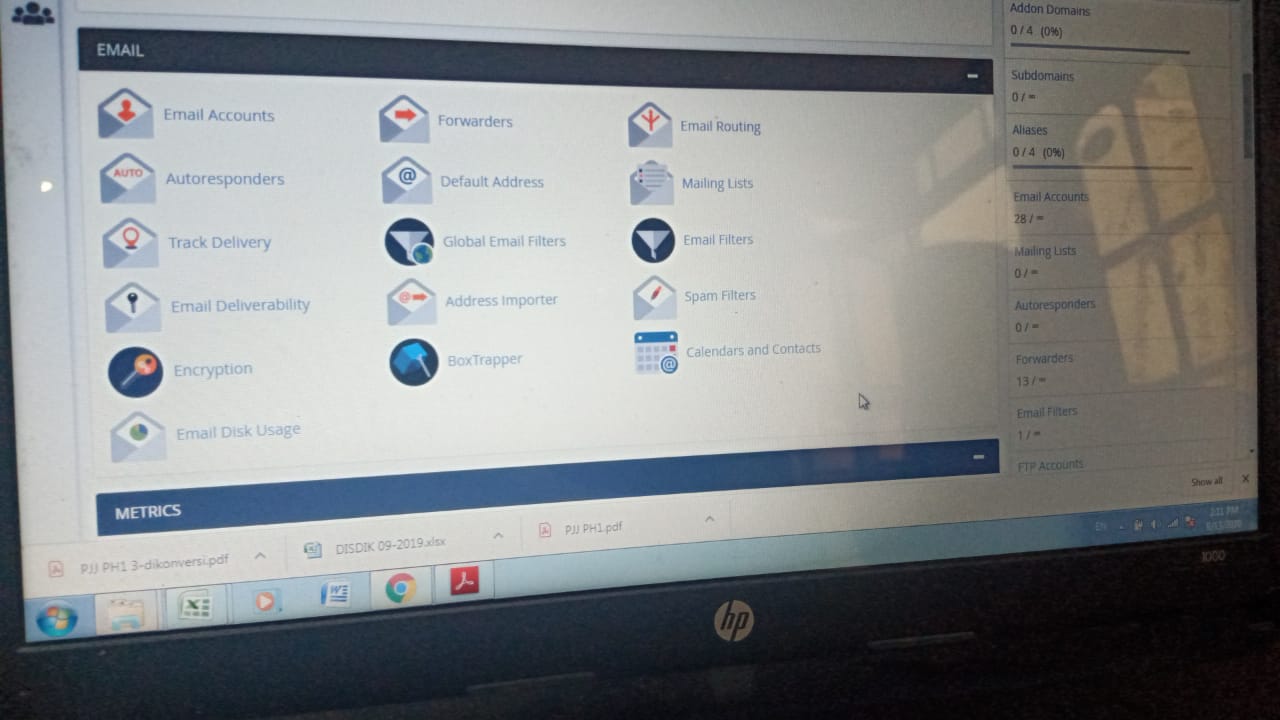 EMAIL
Email Accounts
Forwarders
Email Routing
AUTO
Autoresponders
@
Default Address
Mailing Lists
Track Delivery
Global Email Filters
Email Filters
Email Deliverability
@
Address Importer
Spam Filters
Encryption
BoxTrapper
@
Calendars and Contacts
Email Disk Usage
METRICS
Addon Domains
0 / 4 (0%)
Subdomains
0 / ∞
Aliases
0 / 4 (0%)
Email Accounts
28 / ∞
Mailing Lists
0 / ∞
Autoresponders
0 / ∞
Forwarders
13 / ∞
Email Filters
1 / ∞
FTP Accounts
Show all
PJJ PH1 3-dikonversi.pdf
DISDIK 09-2019.xlsx
PJJ PH1.pdf
EN
2:11 PM
hp
1000